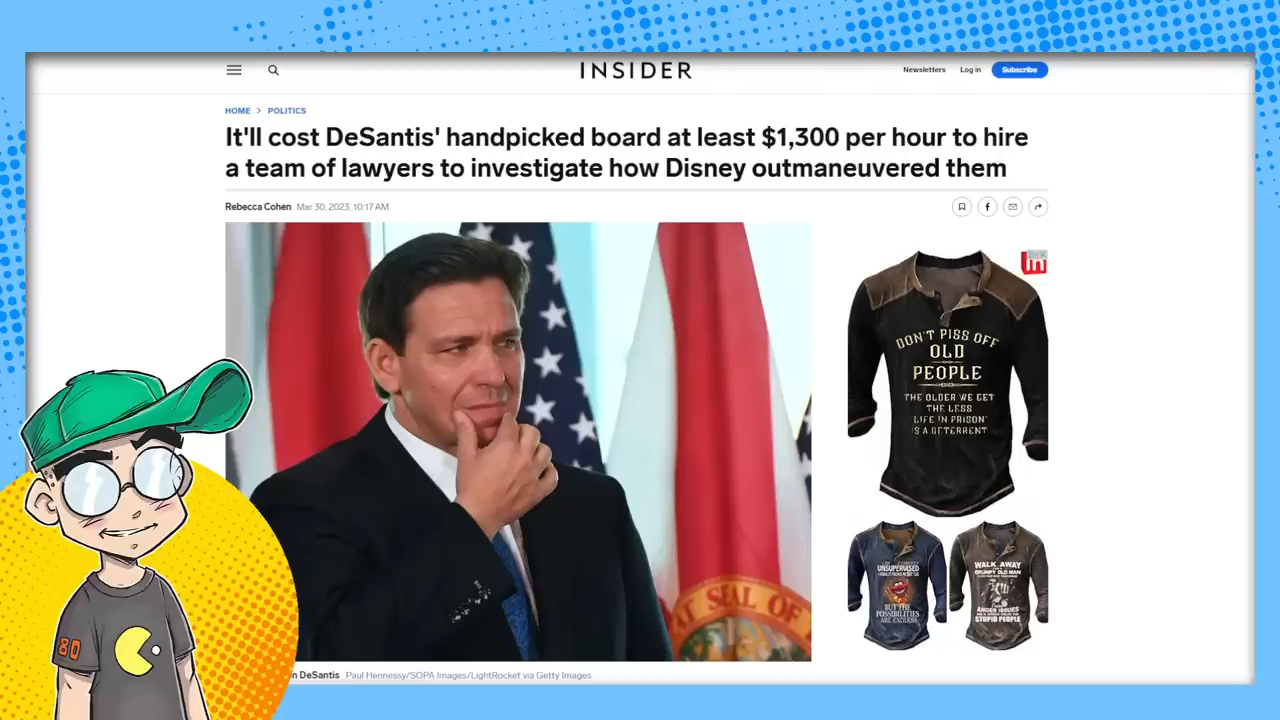 INSIDER
Newsletters
Log in
Subscribe
HOME > POLITICS
It'll cost DeSantis' handpicked board at least $1,300 per hour to hire
a team of lawyers to investigate how Disney outmaneuvered them
Rebecca Cohen Mar 30, 2023, 10:17 AM
DON'T PISS OFF
OLD
PEOPLE
THE OLDER WE GET
THE LESS
'LIFE IN PRISON'
IS A DETERRENT
UNSUPERVISED
BUT THE
POSSIBILITIES
ARE ENDLESS
WALK AWAY
GRUMPY OLD MAN
ANGER ISSUES
STUPID PEOPLE
SEAL OF
80
DeSantis Paul Hennessy/SOPA Images/LightRocket via Getty Images